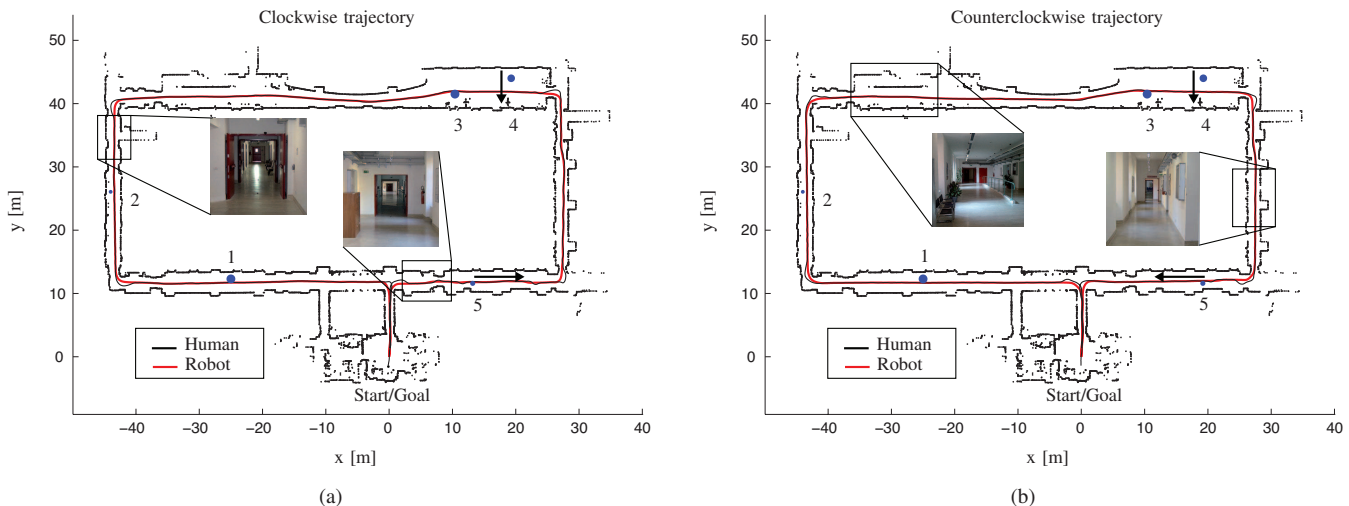 Clockwise trajectory
50
40
30
20
10
0
y [m]
3
4
2
1
5
Human
Robot
Start/Goal
−40
−30
−20
−10
0
10
20
30
40
x [m]
(a)
Counterclockwise trajectory
50
40
30
20
10
0
y [m]
3
4
2
1
5
Human
Robot
Start/Goal
−40
−30
−20
−10
0
10
20
30
40
x [m]
(b)